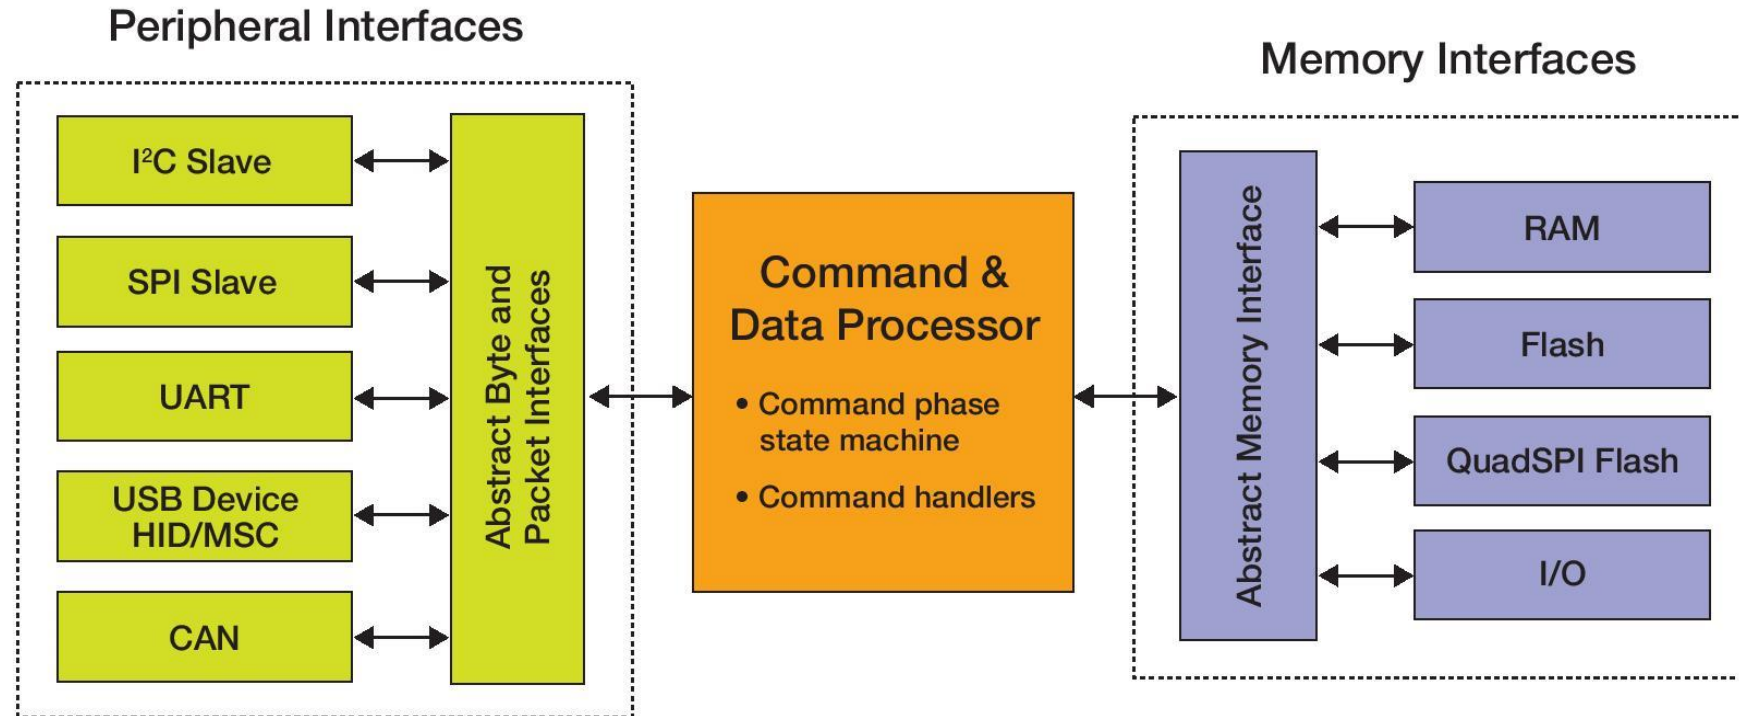 Peripheral Interfaces
I²C Slave
SPI Slave
UART
USB Device
HID/MSC
CAN
Abstract Byte and
Packet Interfaces
Command &
Data Processor
• Command phase
state machine
• Command handlers
Memory Interfaces
Abstract Memory Interface
RAM
Flash
QuadSPI Flash
I/O